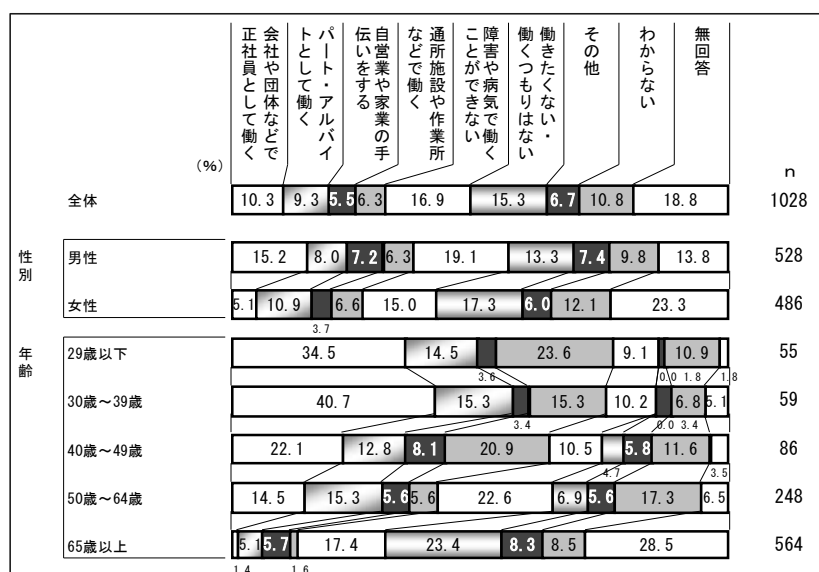 会社や団体などで
正社員として働く
パート・アルバイ
トとして働く
自営業や家業の手
伝いをする
通所施設や作業所
などで働く
障害や病気で働く
ことができない
働きたくない・
働くつもりはない
その他
わからない
無回答
(%)
n
全体 10.3 9.3 5.5 6.3 16.9 15.3 6.7 10.8 18.8 1028
性別
男性 15.2 8.0 7.2 6.3 19.1 13.3 7.4 9.8 13.8 528
女性 5.1 10.9 6.6 15.0 17.3 6.0 12.1 23.3 486
3.7
年齢
29歳以下 34.5 14.5 23.6 9.1 10.9 55
3.6 0.0 1.8 1.8
30歳～39歳 40.7 15.3 15.3 10.2 6.8 5.1 59
3.4 0.0 3.4
40歳～49歳 22.1 12.8 8.1 20.9 10.5 5.8 11.6 86
4.7 3.5
50歳～64歳 14.5 15.3 5.6 5.6 22.6 6.9 5.6 17.3 6.5 248
65歳以上 5.1 5.7 17.4 23.4 8.3 8.5 28.5 564
1.4 1.6